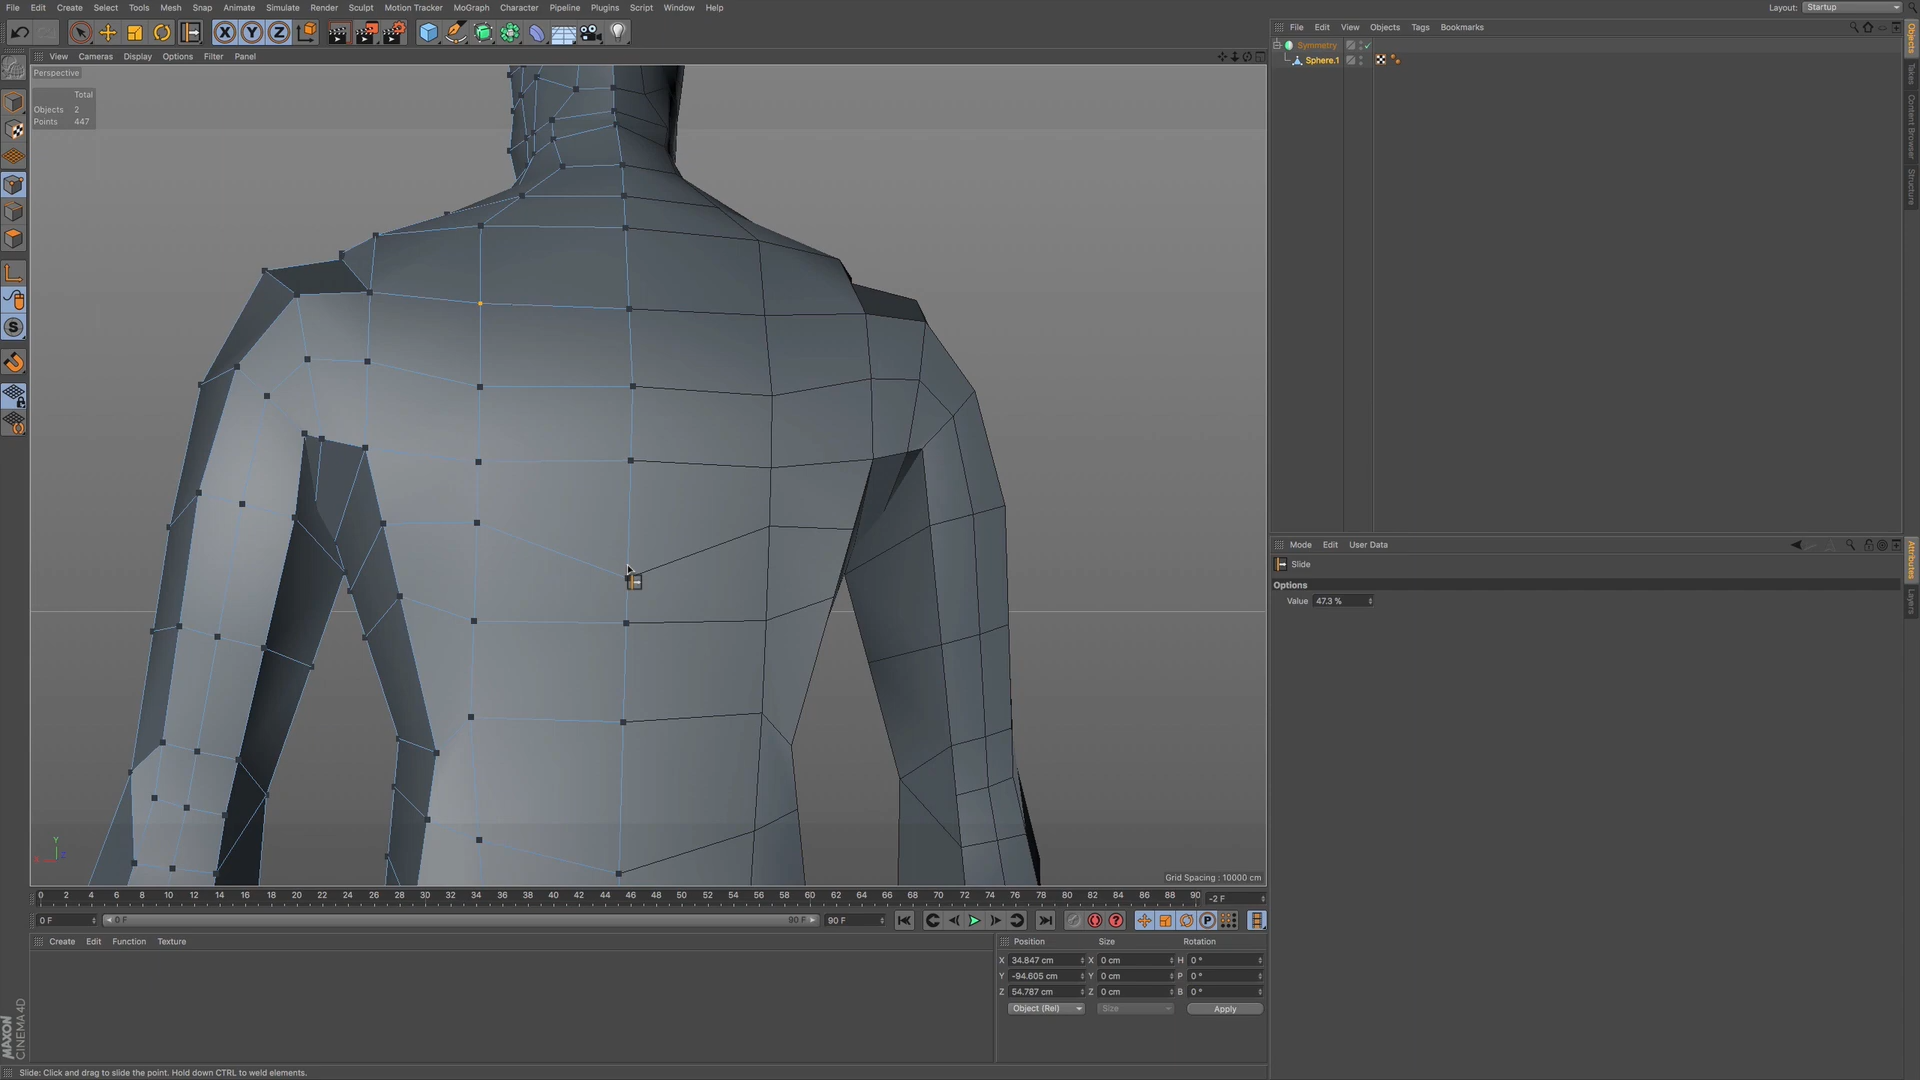 File Edit Create Select Tools Mesh Snap Animate Simulate Render Sculpt Motion Tracker MoGraph Character Pipeline Plugins Script Window Help Layout: Startup
File Edit View Objects Tags Bookmarks
Symmetry
Sphere.1
View Cameras Display Options Filter Panel
Perspective
Total
Objects 2
Points 447
Objects
Takes
Content Browser
Structure
Mode Edit User Data
Slide
Options
Value 47.3 %
Attributes
Layers
Y
X
Z
Grid Spacing : 10000 cm
0 2 4 6 8 10 12 14 16 18 20 22 24 26 28 30 32 34 36 38 40 42 44 46 48 50 52 54 56 58 60 62 64 66 68 70 72 74 76 78 80 82 84 86 88 90 -2 F
0 F 0 F 90 F 90 F
Create Edit Function Texture
Position Size Rotation
X 34.847 cm X 0 cm H 0 °
Y -94.605 cm Y 0 cm P 0 °
Z 54.787 cm Z 0 cm B 0 °
Object (Rel) Size Apply
MAXON
CINEMA 4D
Slide: Click and drag to slide the point. Hold down CTRL to weld elements.